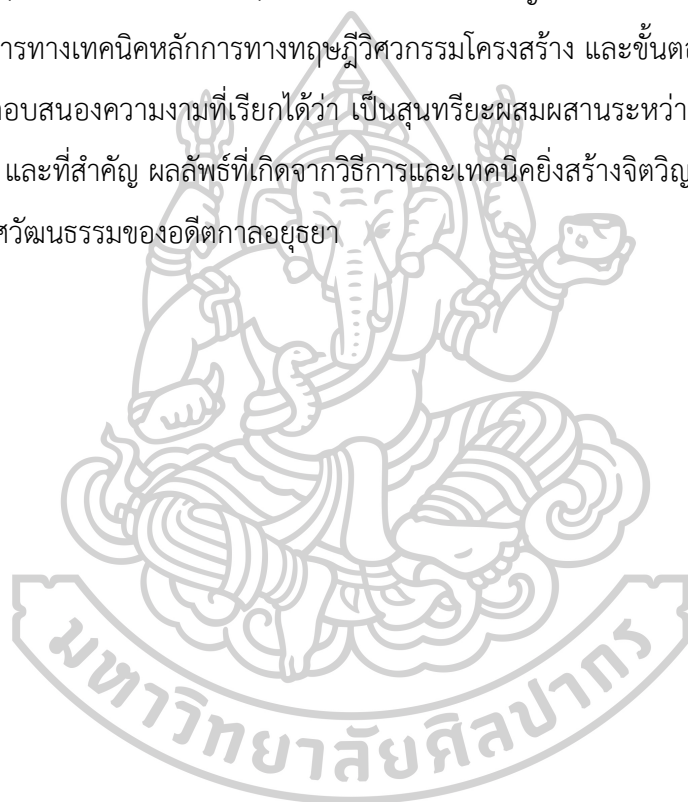 การทางเทคนิคหลักการทางทฤษฎีวิศวกรรมโครงสร้าง และขั้นตอ
อบสนองความงามที่เรียกได้ว่า เป็นสุนทรียะผสมผสานระหว่า
และที่สำคัญ ผลลัพธ์ที่เกิดจากวิธีการและเทคนิคยิ่งสร้างจิตวิญ
ศวัฒนธรรมของอดีตกาลอยุธยา
มหาวิทยาลัยศิลปากร